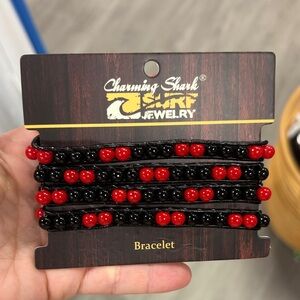 Charming Shark®
SURF
JEWELRY
Bracelet